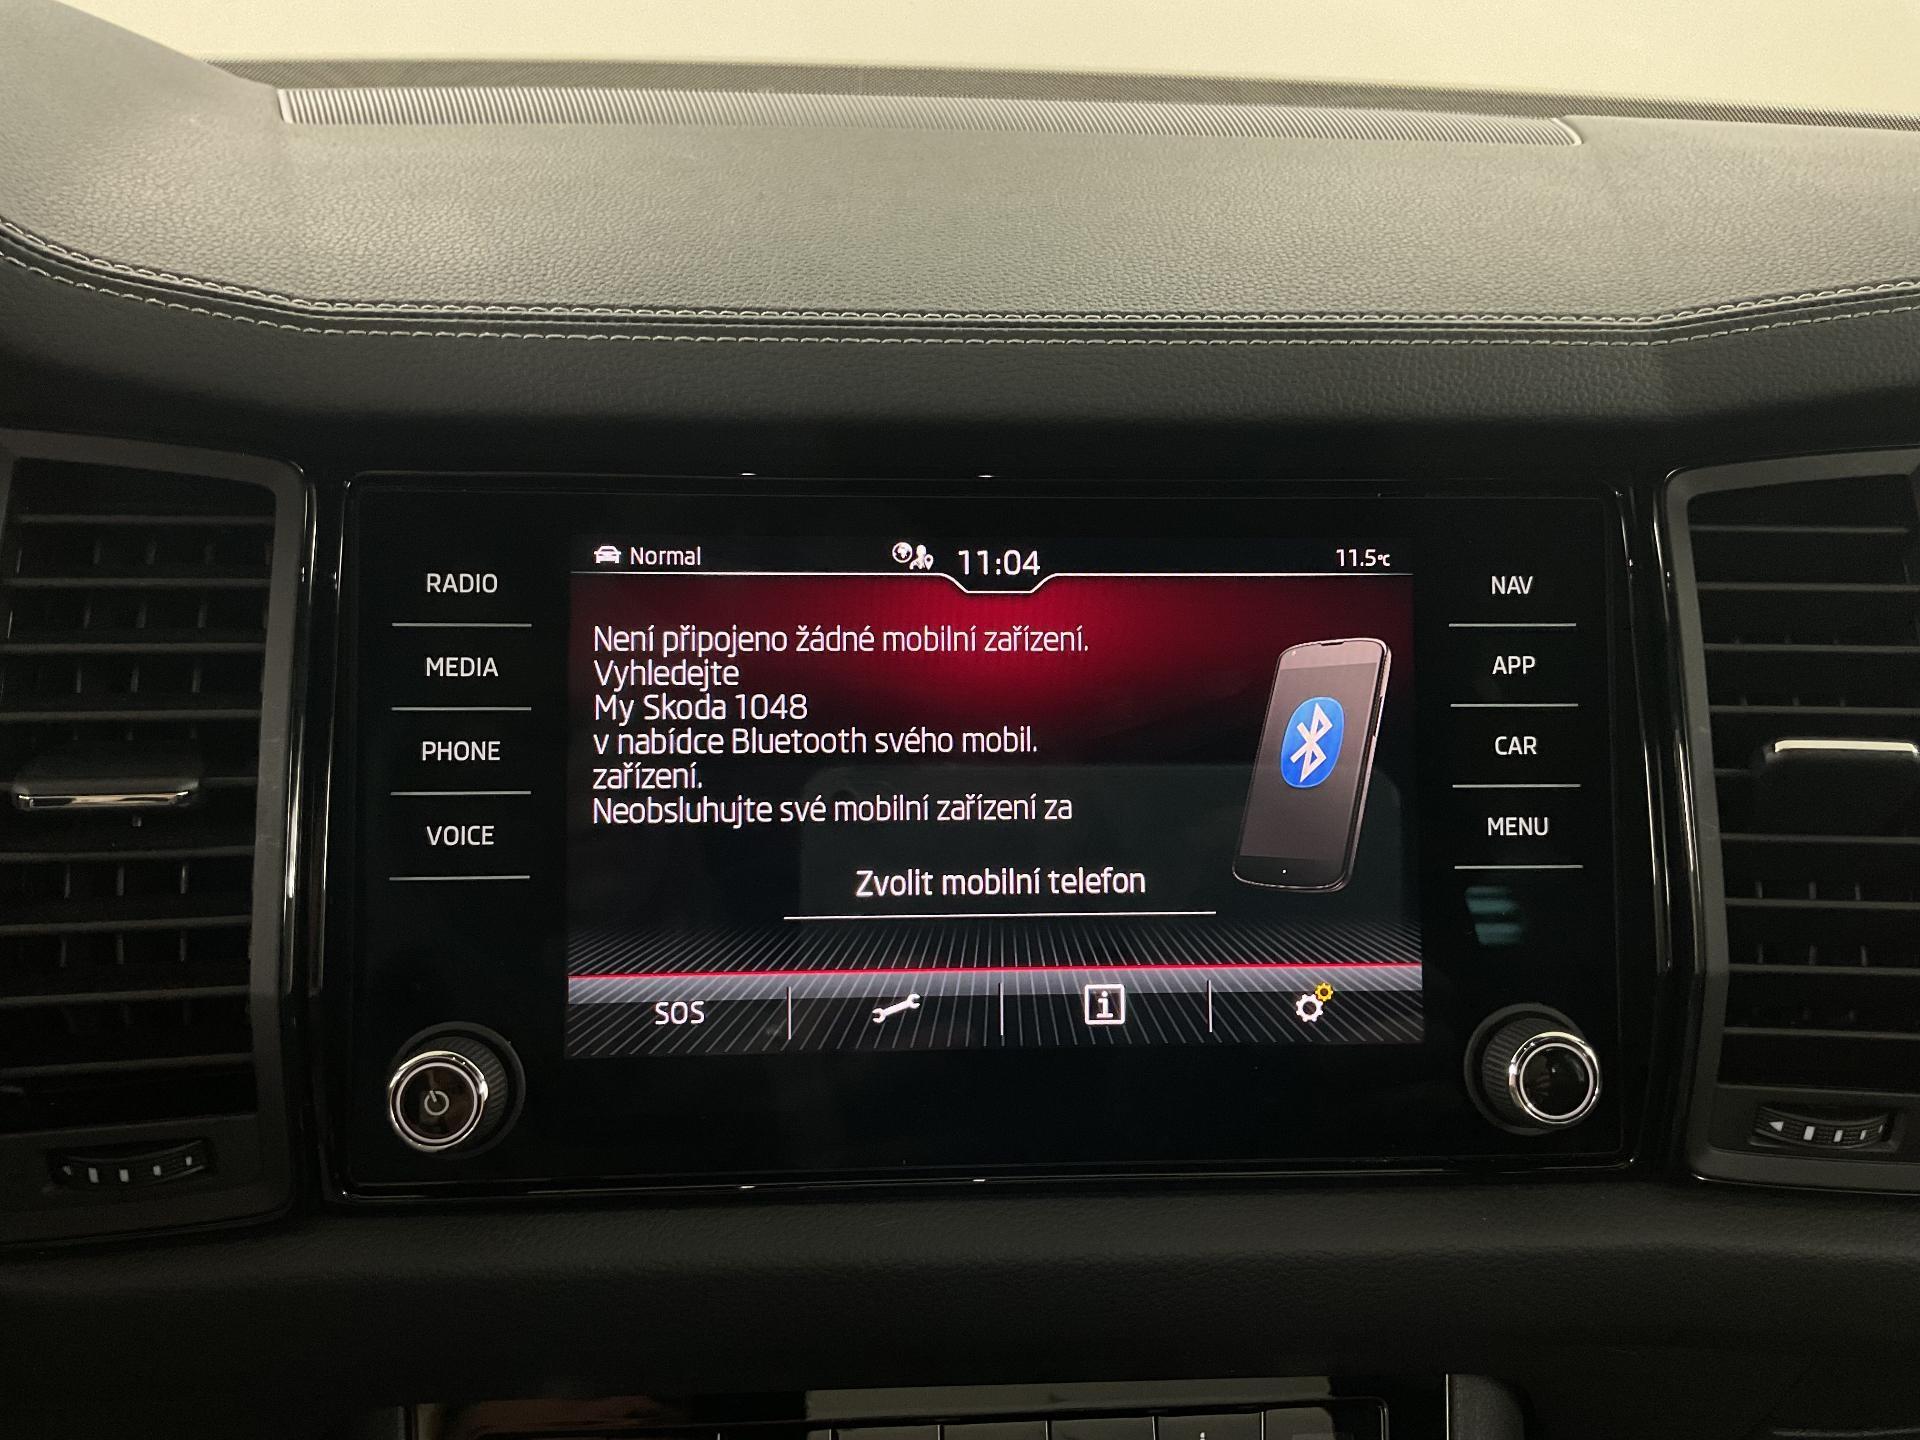 Normal
11:04
11.5°C
RADIO
MEDIA
PHONE
VOICE
Není připojeno žádné mobilní zařízení.
Vyhledejte
My Skoda 1048
v nabídce Bluetooth svého mobil.
zařízení.
Neobsluhujte své mobilní zařízení za
Zvolit mobilní telefon
SOS
NAV
APP
CAR
MENU